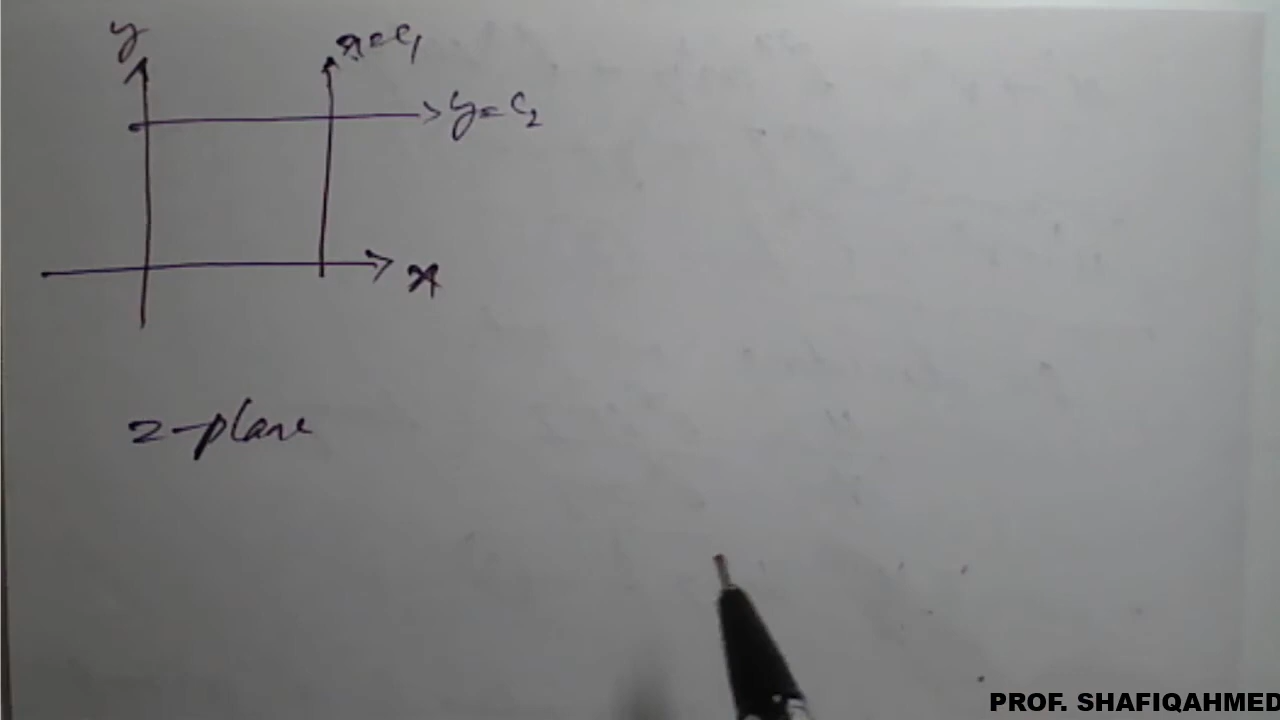 y
x=c1
y=c2
x
z-plane
PROF. SHAFIQAHMED